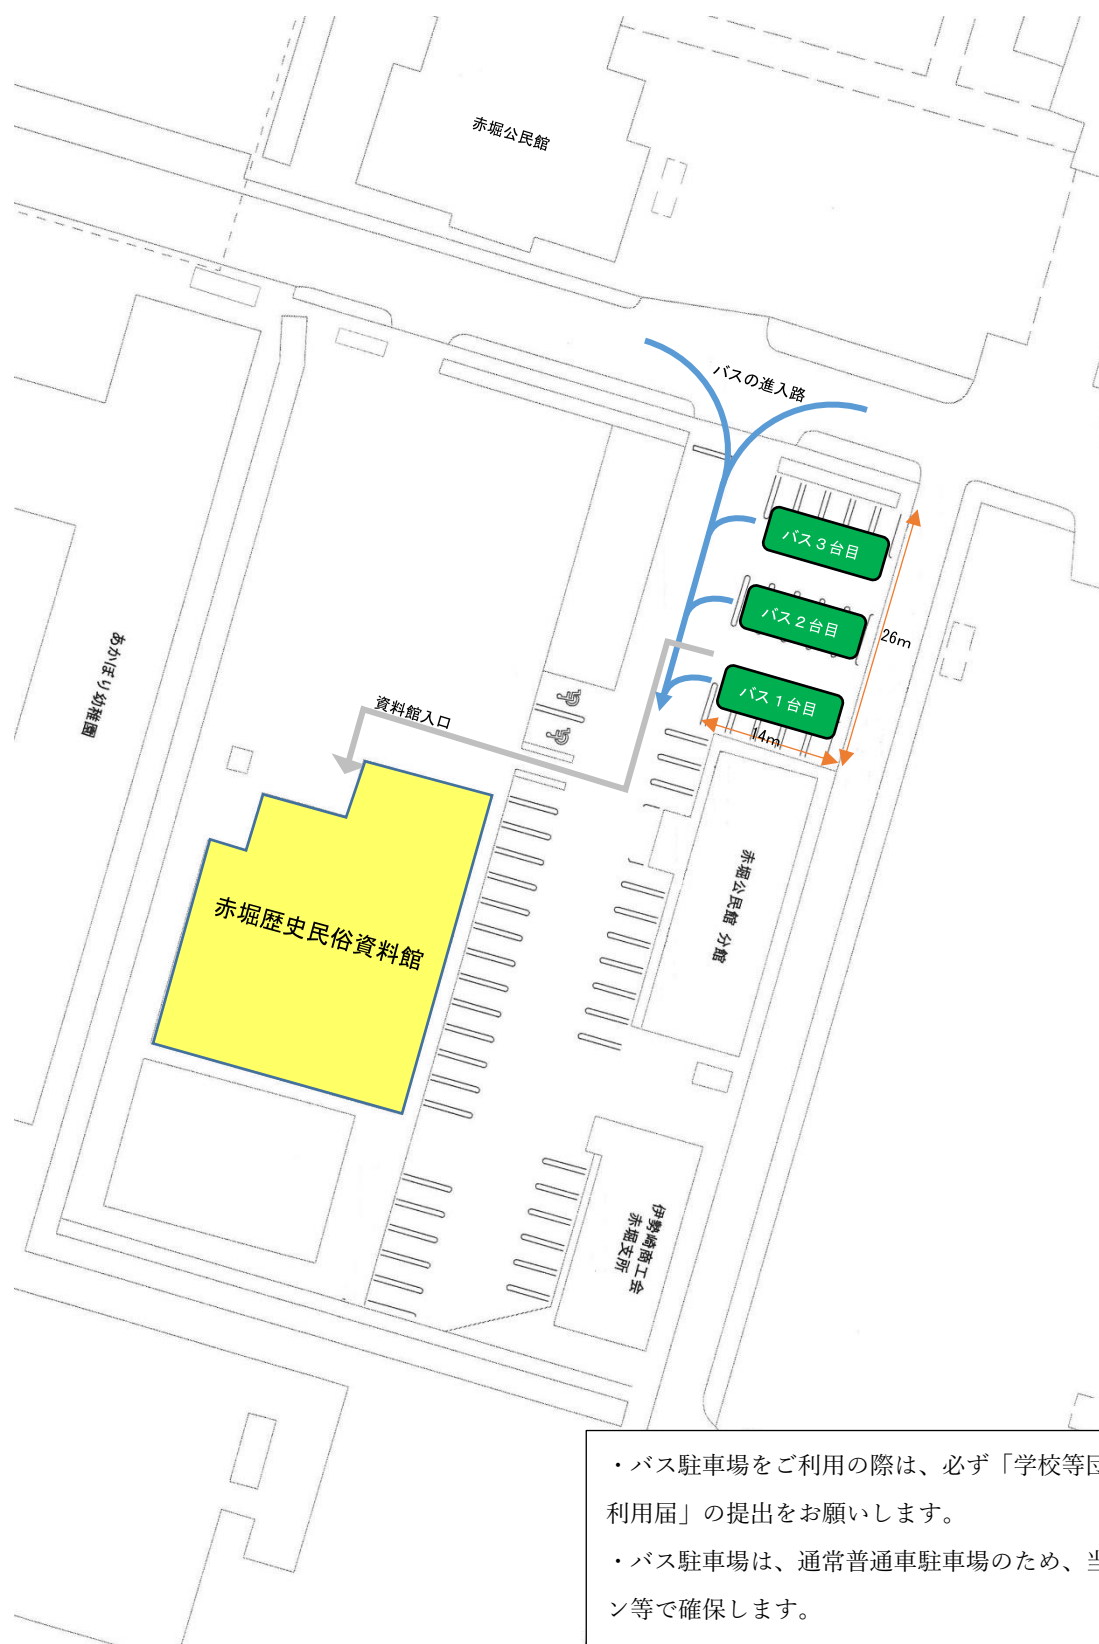 赤堀公民館
バスの進入路
バス３台目
バス２台目
26m
バス１台目
14m
資料館入口
あかぼり幼稚園
赤堀歴史民俗資料館
赤堀公民館 分館
伊勢崎商工会
赤堀支所
・バス駐車場をご利用の際は、必ず「学校等団
利用届」の提出をお願いします。
・バス駐車場は、通常普通車駐車場のため、当
ン等で確保します。